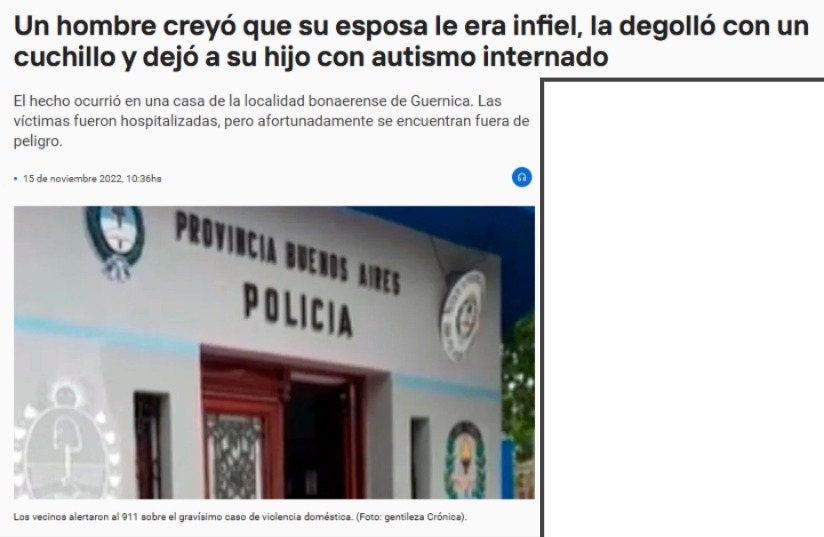 Un hombre creyó que su esposa le era infiel, la degolló con un
cuchillo y dejó a su hijo con autismo internado
El hecho ocurrió en una casa de la localidad bonaerense de Guernica. Las
víctimas fueron hospitalizadas, pero afortunadamente se encuentran fuera de
peligro.
15 de noviembre 2022, 10:36hs
PROVINCIA BUENOS AIRES
POLICIA
Los vecinos alertaron al 911 sobre el gravísimo caso de violencia doméstica. (Foto: gentileza Crónica).